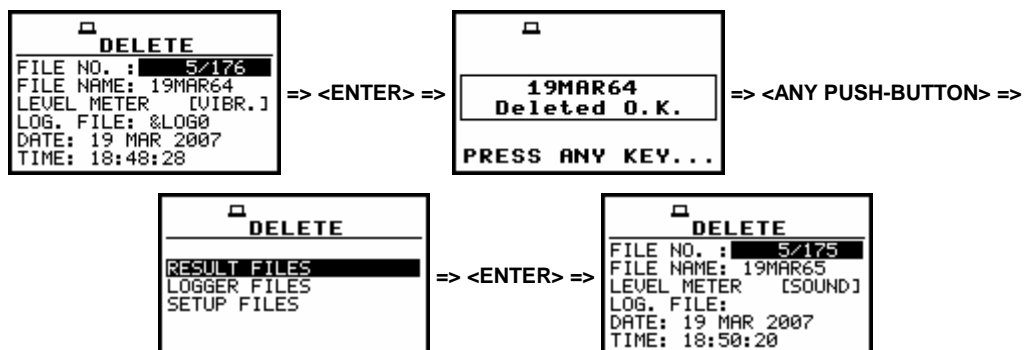 DELETE
FILE NO. : 5/176
FILE NAME: 19MAR64
LEVEL METER [VIBR.]
LOG. FILE: &LOG0
DATE: 19 MAR 2007
TIME: 18:48:28
=> <ENTER> =>
19MAR64
Deleted O.K.
PRESS ANY KEY...
=> <ANY PUSH-BUTTON> =>
DELETE
RESULT FILES
LOGGER FILES
SETUP FILES
=> <ENTER> =>
DELETE
FILE NO. : 5/175
FILE NAME: 19MAR65
LEVEL METER [SOUND]
LOG. FILE:
DATE: 19 MAR 2007
TIME: 18:50:20